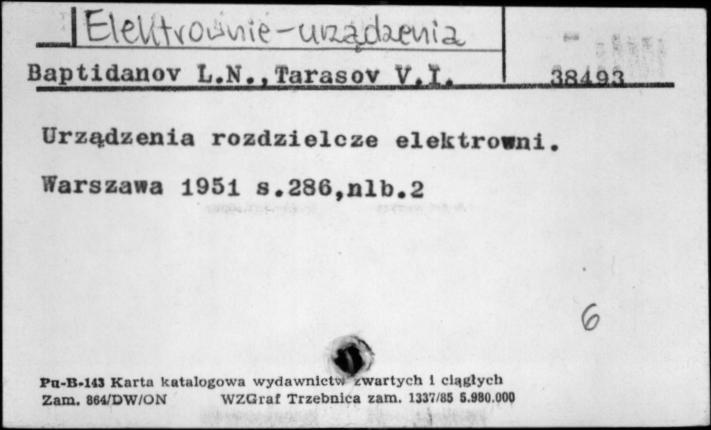 Elektrownie-urządzenia
Baptidanov L.N., Tarasov V.I. 38493
Urządzenia rozdzielcze elektrowni.
Warszawa 1951 s.286,nlb.2
6
Pu-B-143 Karta katalogowa wydawnictw zwartych i ciągłych
Zam. 864/DW/ON WZGraf Trzebnica zam. 1337/85 5.980.000